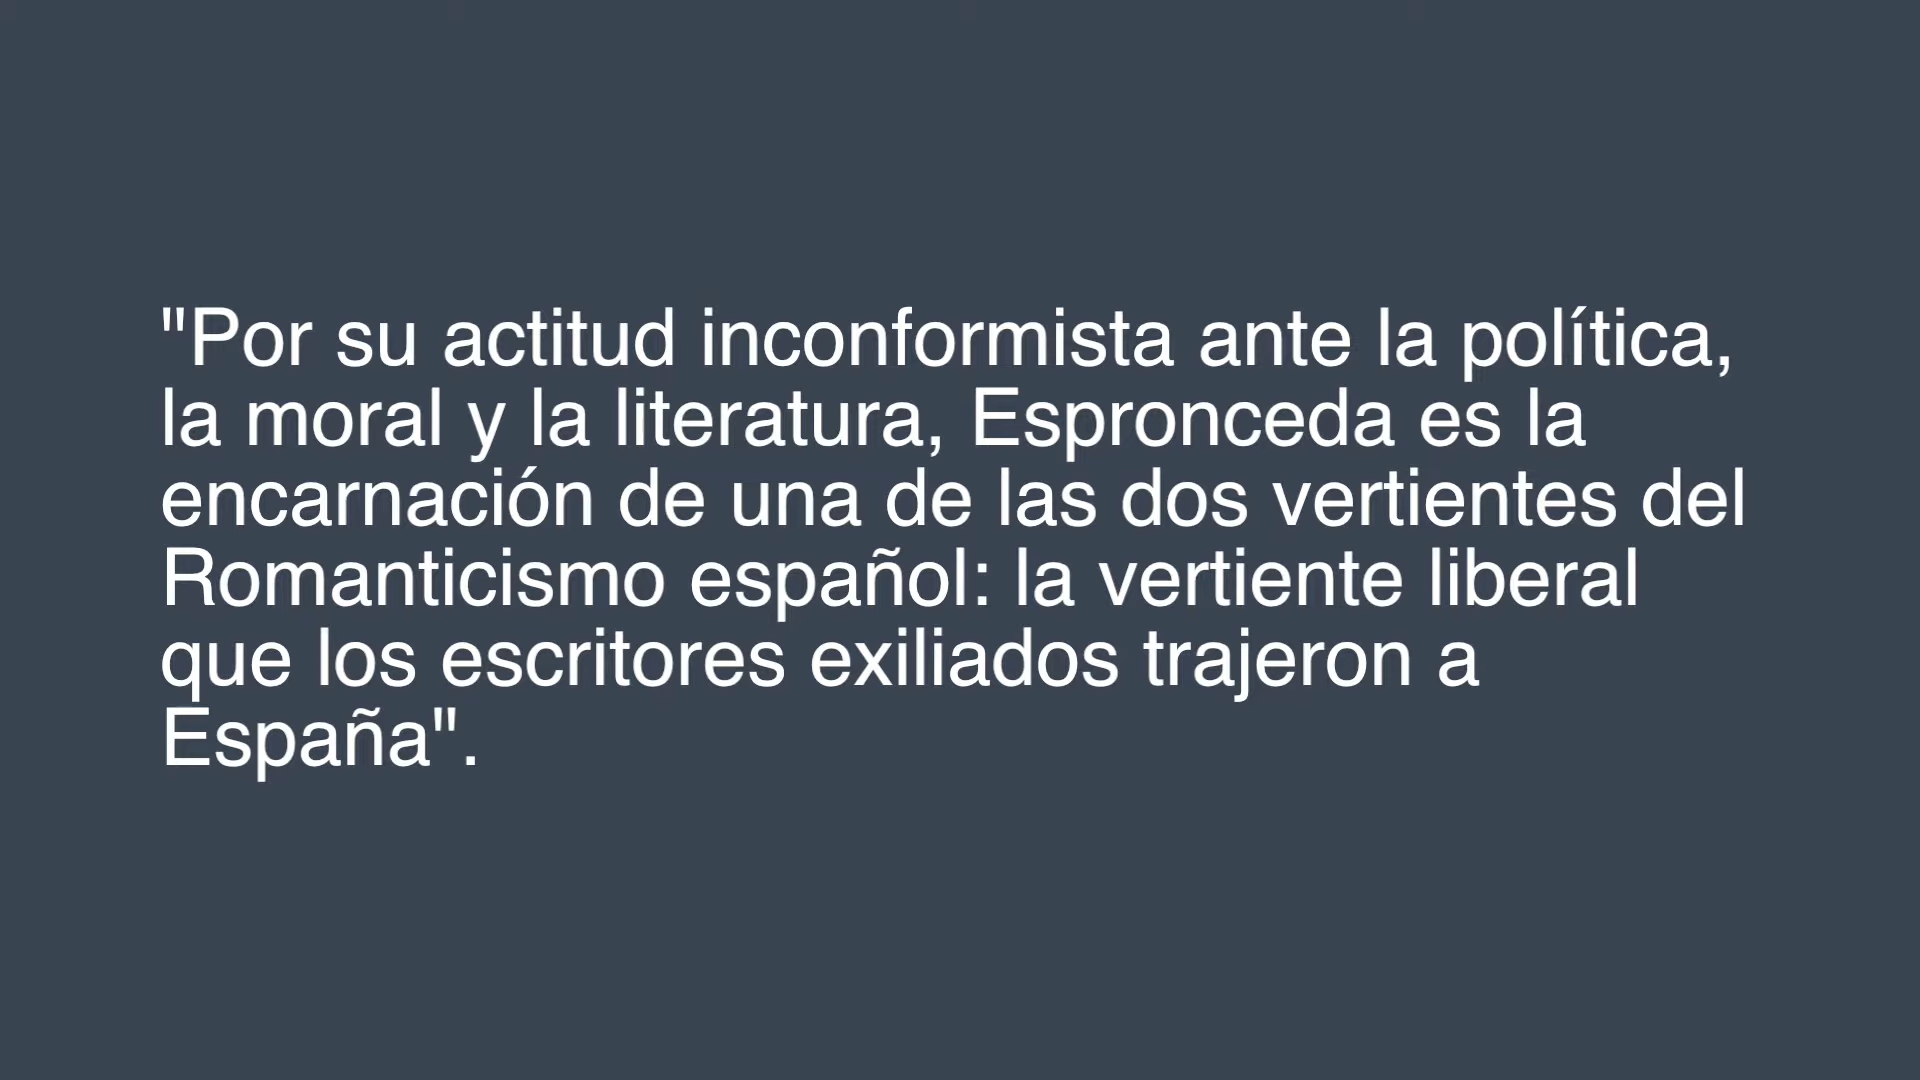 "Por su actitud inconformista ante la política,
la moral y la literatura, Espronceda es la
encarnación de una de las dos vertientes del
Romanticismo español: la vertiente liberal
que los escritores exiliados trajeron a
España".